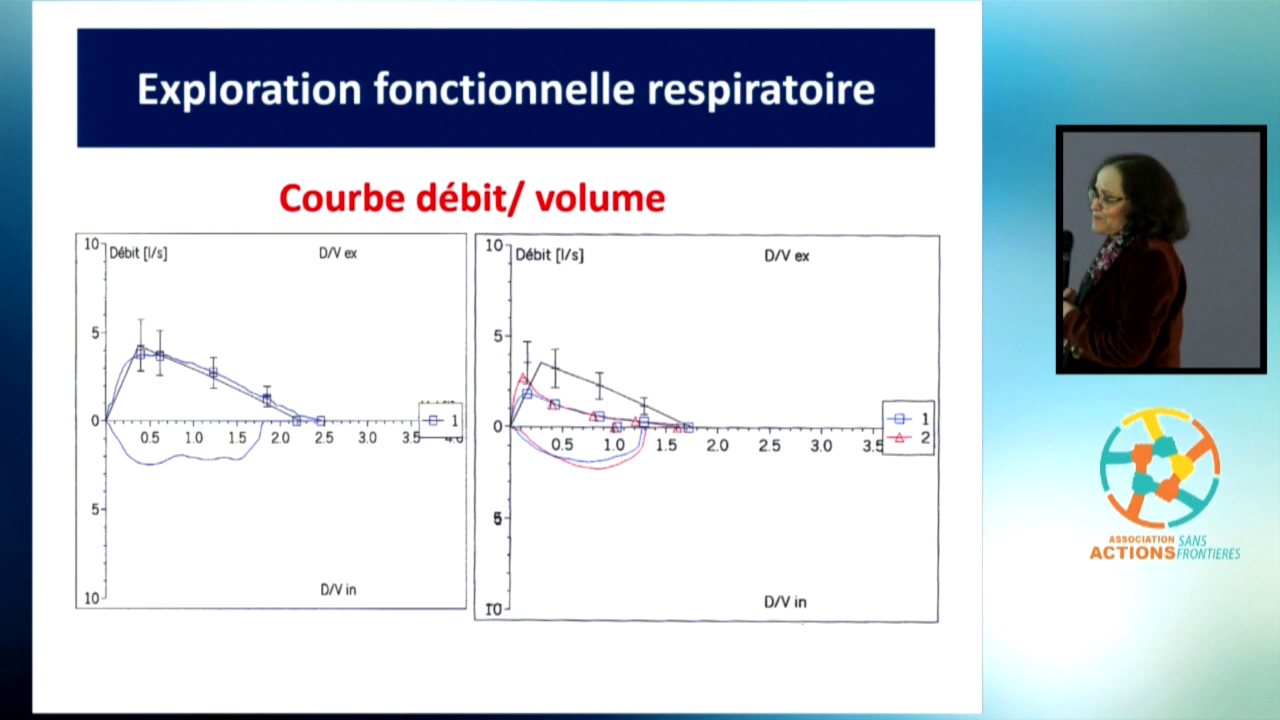 Exploration fonctionnelle respiratoire
Courbe débit/ volume
10
Débit [l/s]
D/V ex
5
0
0.5 1.0 1.5 2.0 2.5 3.0 3.5 4.0
1
5
D/V in
10
10
Débit [l/s]
D/V ex
5
0
0.5 1.0 1.5 2.0 2.5 3.0 3.5
1
2
5
D/V in
10
ASSOCIATION SANS
ACTIONS FRONTIERES